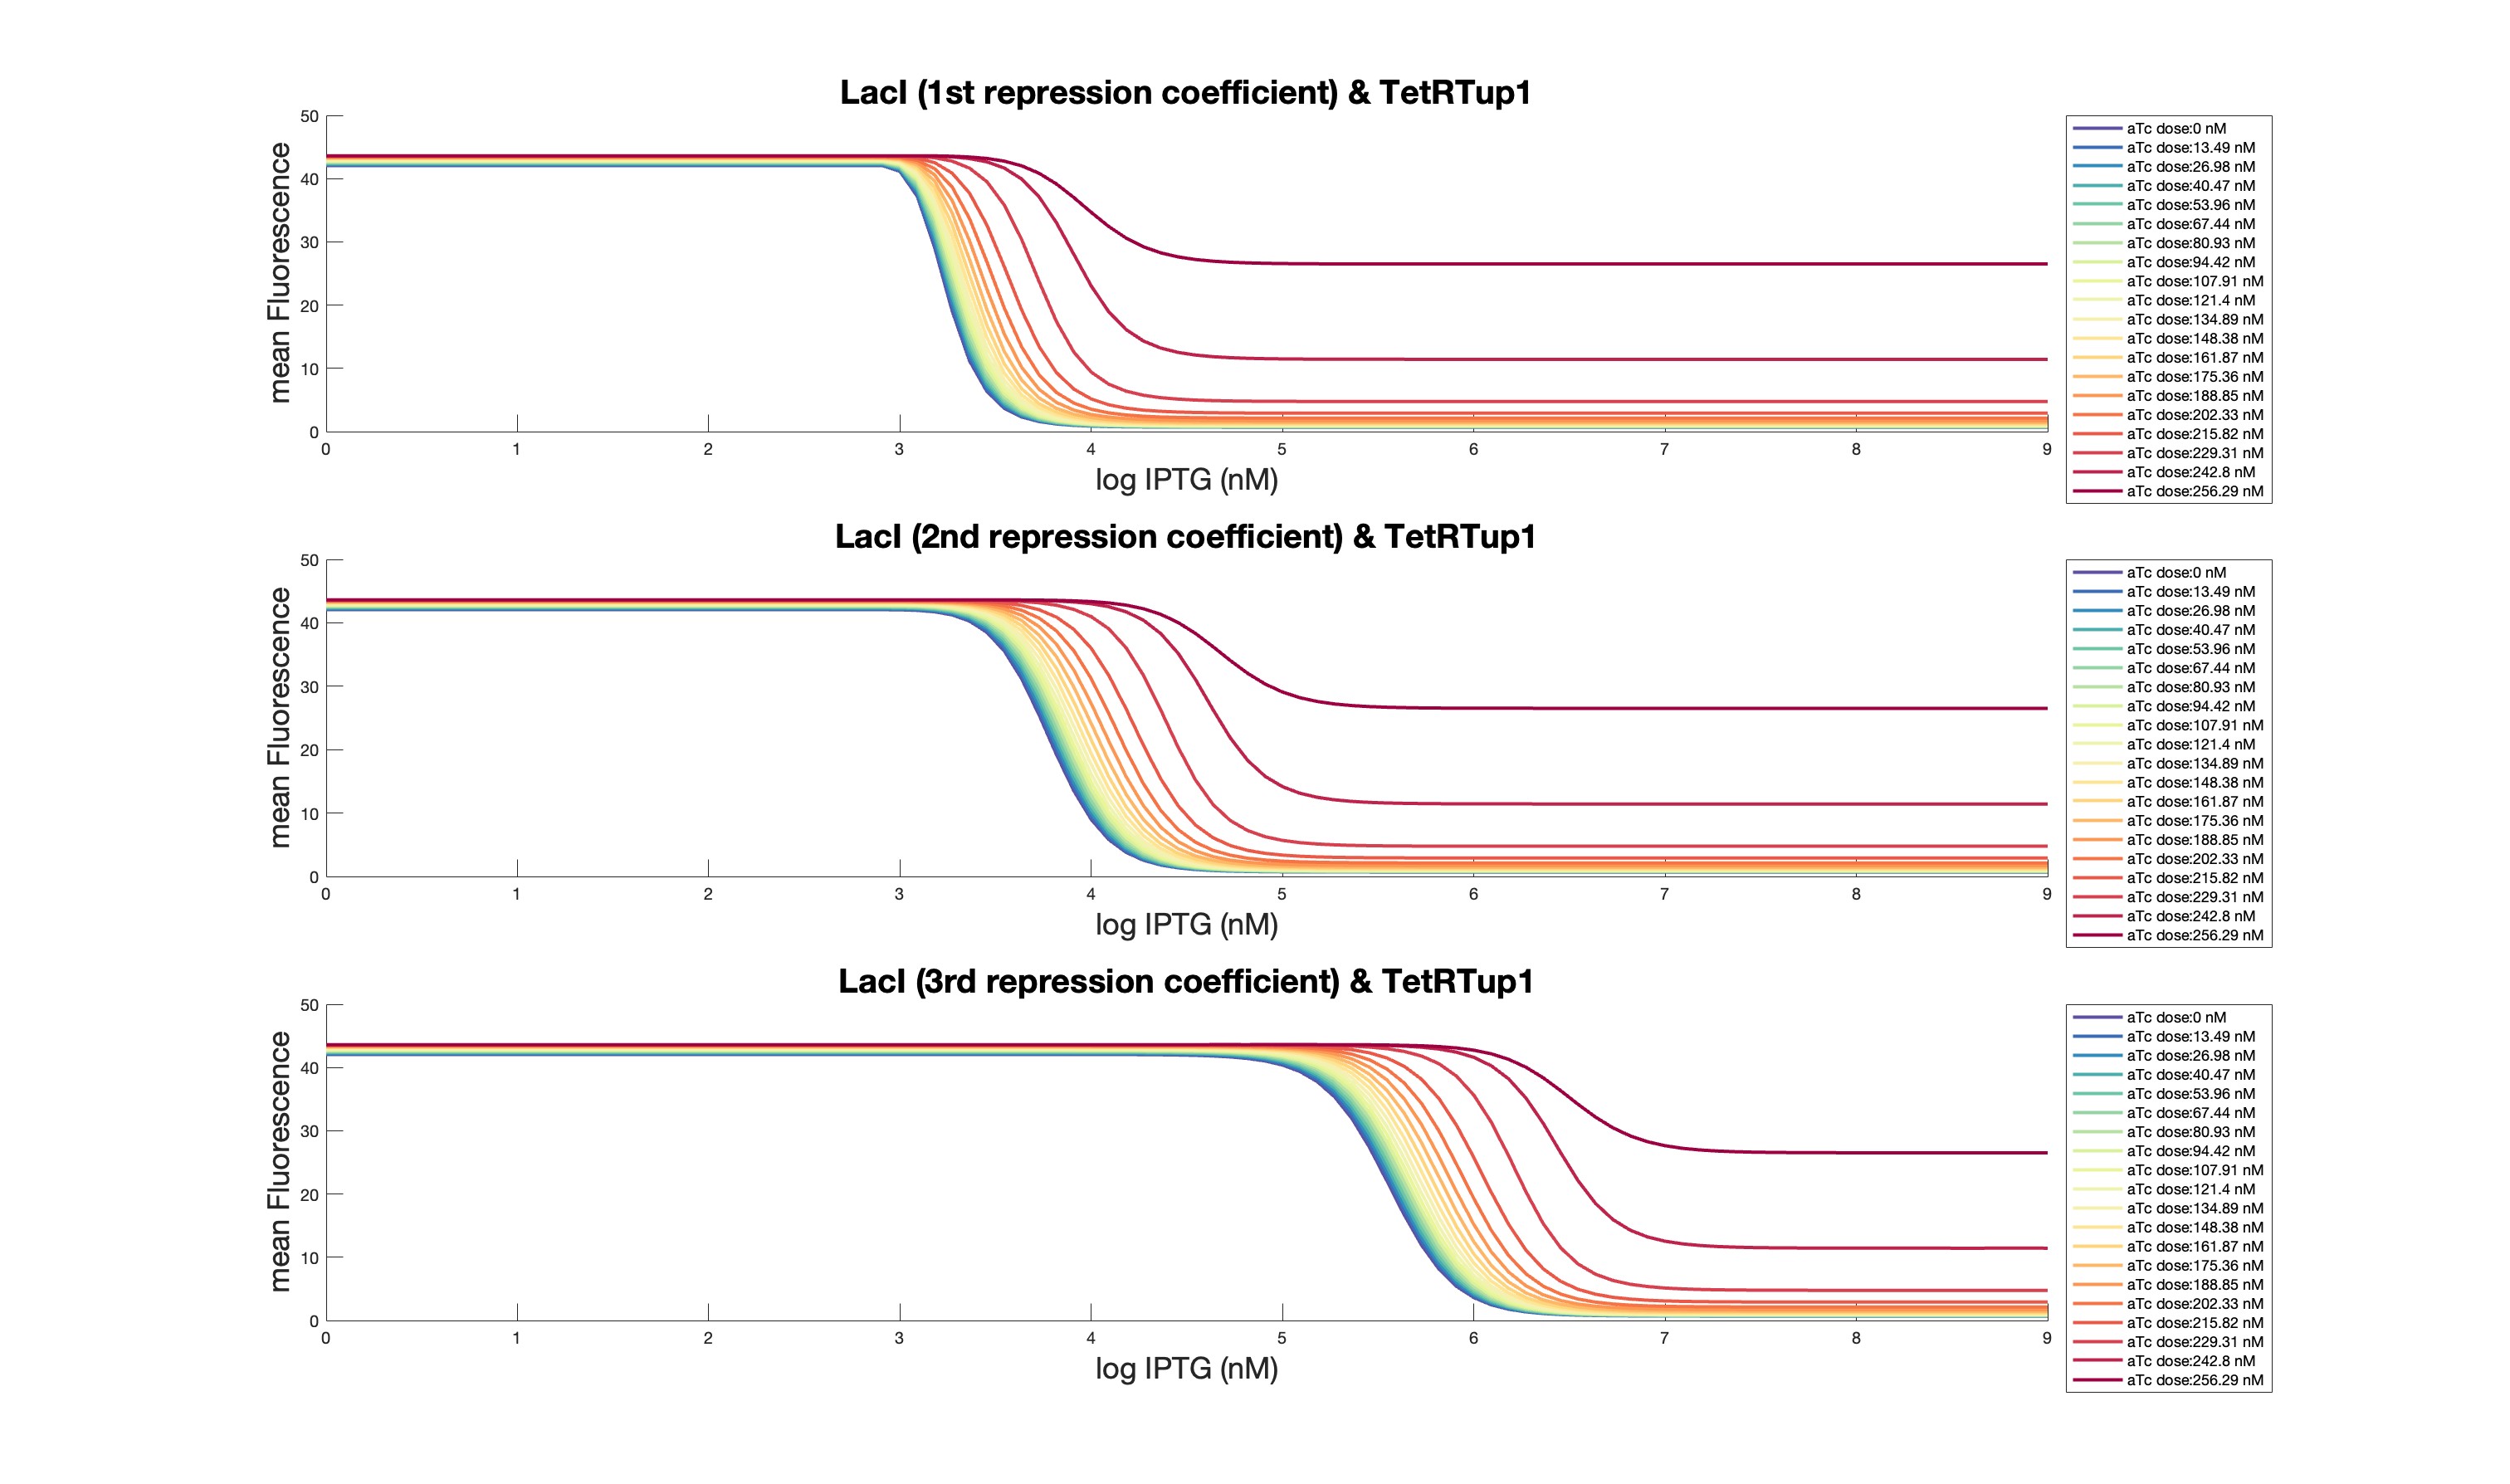 LacI (1st repression coefficient) & TetRTup1
mean Fluorescence
50
40
30
20
10
0
0 1 2 3 4 5 6 7 8 9
log IPTG (nM)
aTc dose:0 nM
aTc dose:13.49 nM
aTc dose:26.98 nM
aTc dose:40.47 nM
aTc dose:53.96 nM
aTc dose:67.44 nM
aTc dose:80.93 nM
aTc dose:94.42 nM
aTc dose:107.91 nM
aTc dose:121.4 nM
aTc dose:134.89 nM
aTc dose:148.38 nM
aTc dose:161.87 nM
aTc dose:175.36 nM
aTc dose:188.85 nM
aTc dose:202.33 nM
aTc dose:215.82 nM
aTc dose:229.31 nM
aTc dose:242.8 nM
aTc dose:256.29 nM
LacI (2nd repression coefficient) & TetRTup1
mean Fluorescence
50
40
30
20
10
0
0 1 2 3 4 5 6 7 8 9
log IPTG (nM)
aTc dose:0 nM
aTc dose:13.49 nM
aTc dose:26.98 nM
aTc dose:40.47 nM
aTc dose:53.96 nM
aTc dose:67.44 nM
aTc dose:80.93 nM
aTc dose:94.42 nM
aTc dose:107.91 nM
aTc dose:121.4 nM
aTc dose:134.89 nM
aTc dose:148.38 nM
aTc dose:161.87 nM
aTc dose:175.36 nM
aTc dose:188.85 nM
aTc dose:202.33 nM
aTc dose:215.82 nM
aTc dose:229.31 nM
aTc dose:242.8 nM
aTc dose:256.29 nM
LacI (3rd repression coefficient) & TetRTup1
mean Fluorescence
50
40
30
20
10
0
0 1 2 3 4 5 6 7 8 9
log IPTG (nM)
aTc dose:0 nM
aTc dose:13.49 nM
aTc dose:26.98 nM
aTc dose:40.47 nM
aTc dose:53.96 nM
aTc dose:67.44 nM
aTc dose:80.93 nM
aTc dose:94.42 nM
aTc dose:107.91 nM
aTc dose:121.4 nM
aTc dose:134.89 nM
aTc dose:148.38 nM
aTc dose:161.87 nM
aTc dose:175.36 nM
aTc dose:188.85 nM
aTc dose:202.33 nM
aTc dose:215.82 nM
aTc dose:229.31 nM
aTc dose:242.8 nM
aTc dose:256.29 nM